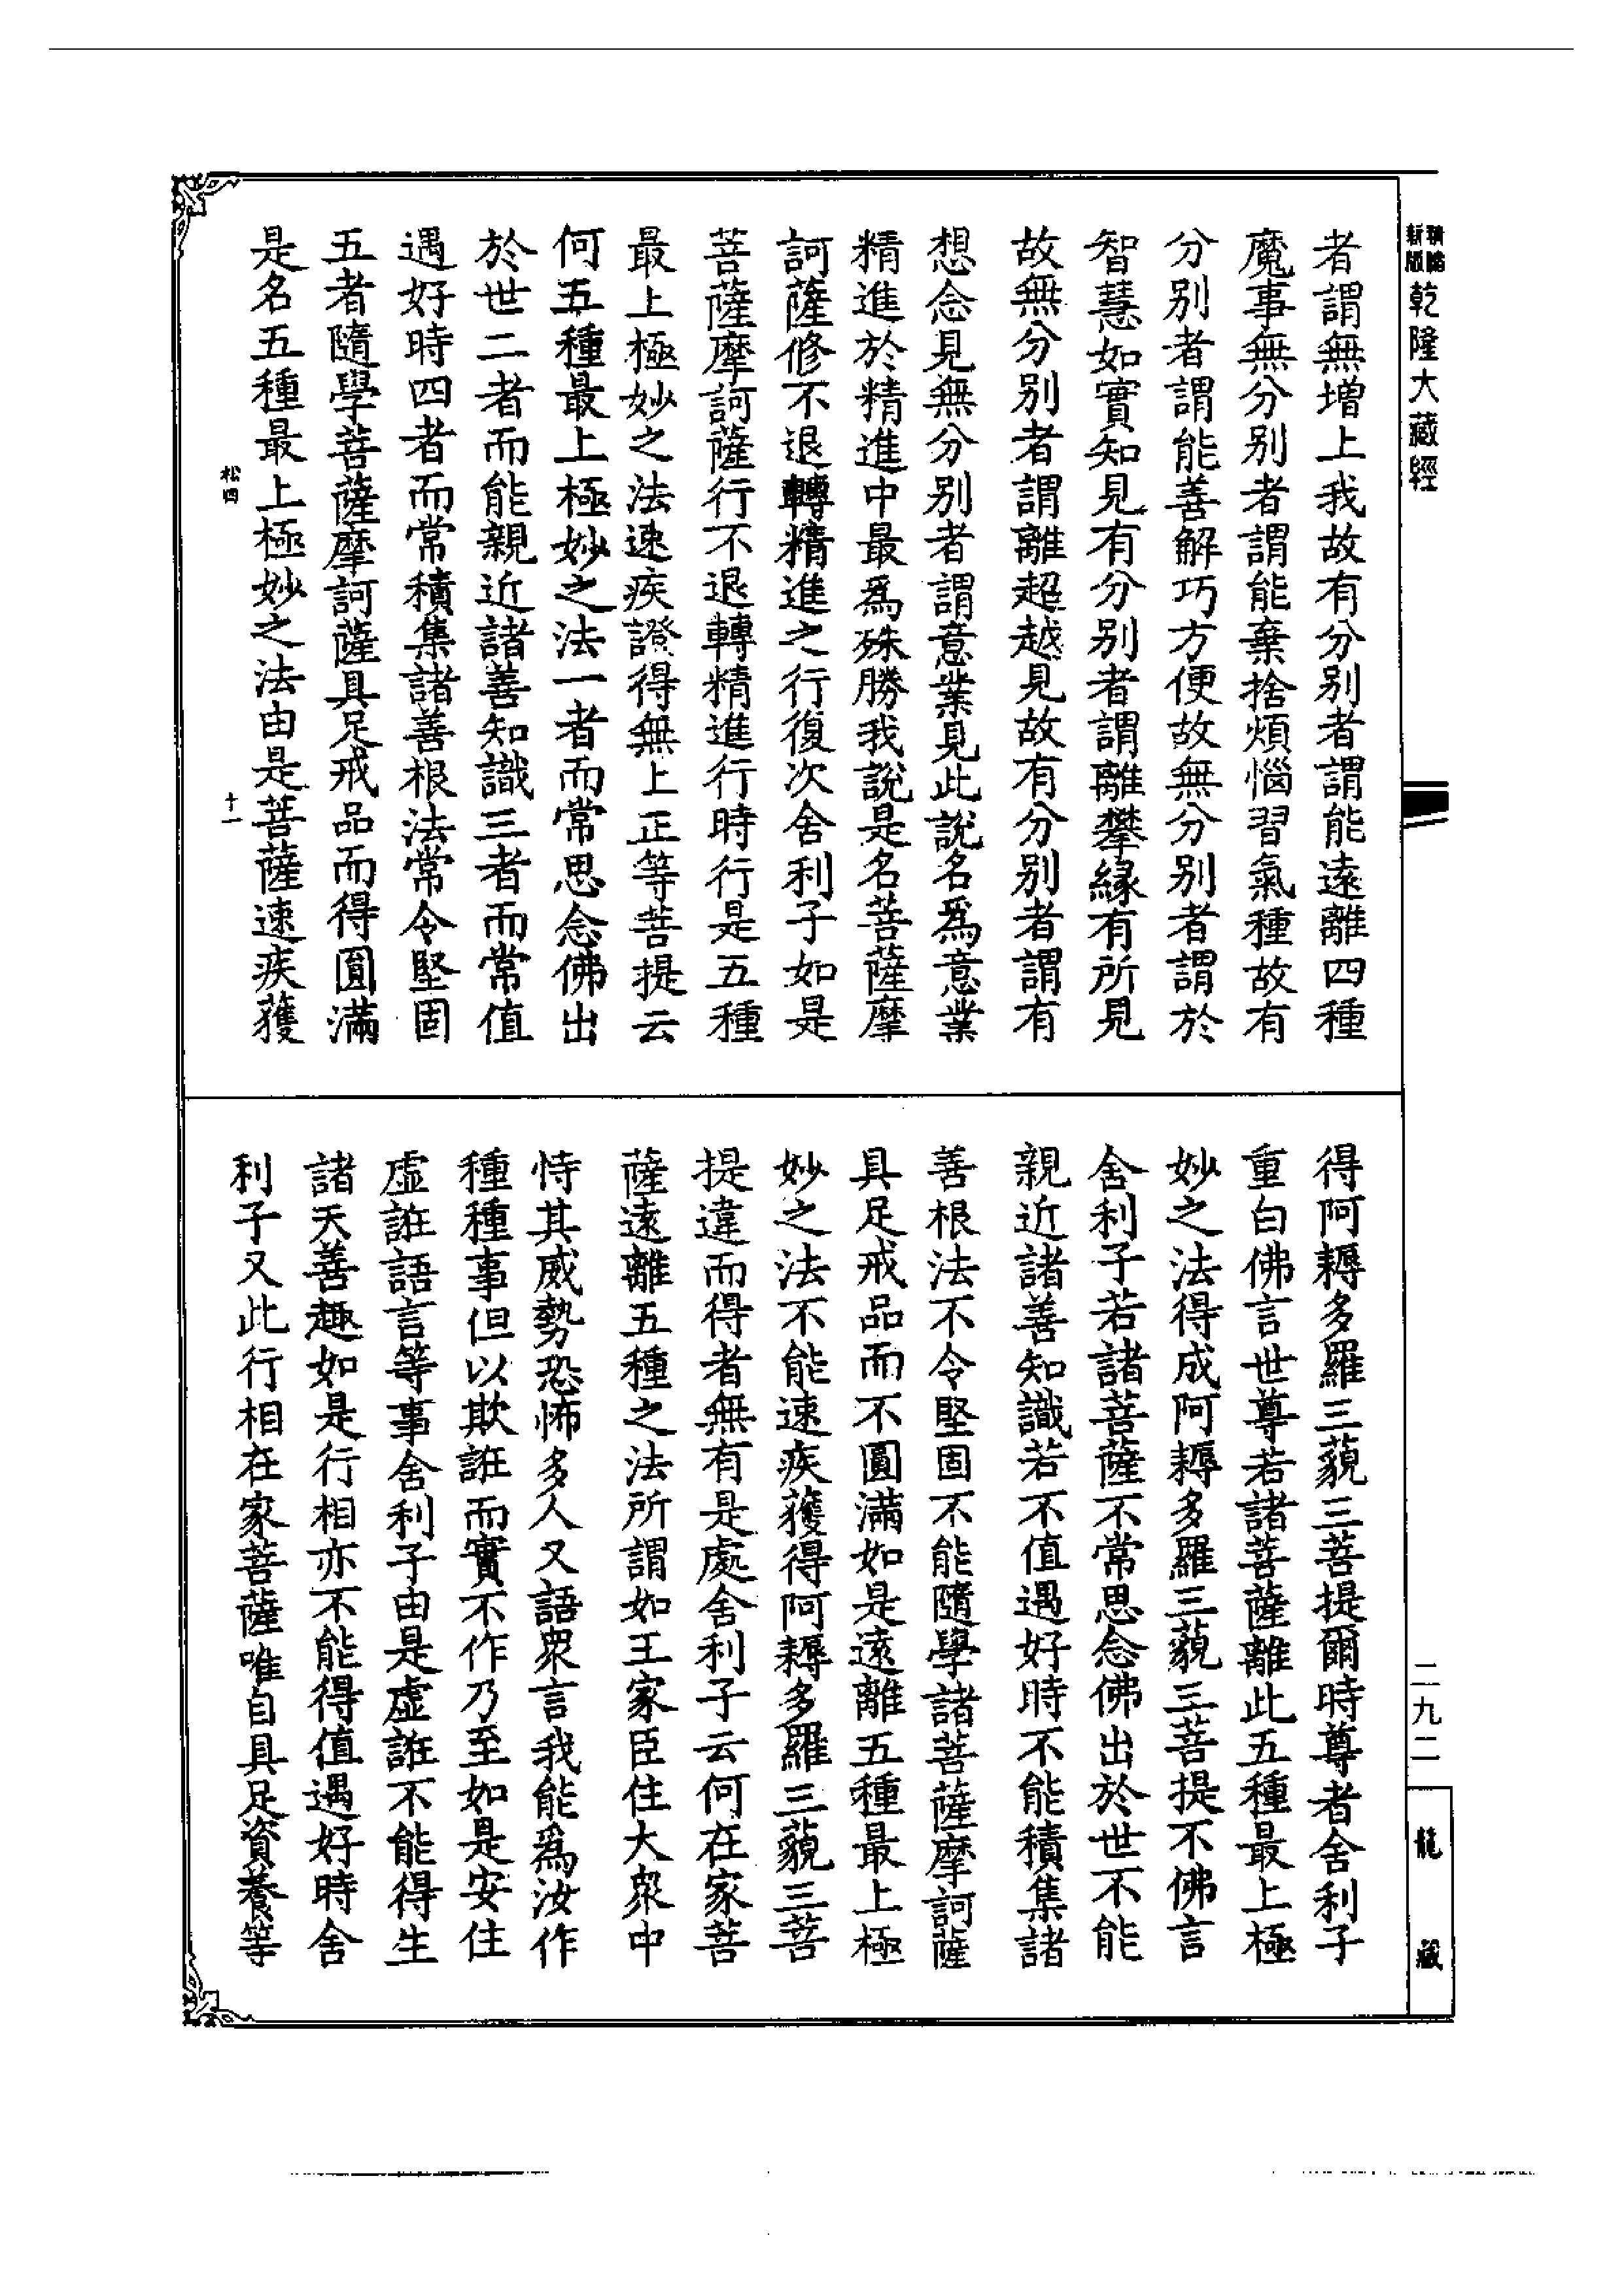 新版
精編
乾隆大藏經
者謂無增上我故有分別者謂能遠離四種
魔事無分別者謂能棄捨煩惱習氣種故有
分別者謂能善解巧方便故無分別者謂於
智慧如實知見有分別者謂離攀緣有所見
故無分別者謂離超越見故有分別者謂有
想念見無分別者謂意業見此說名為意業
精進於精進中最為殊勝我說是名菩薩摩
訶薩修不退轉精進之行復次舍利子如是
菩薩摩訶薩行不退轉精進行時行是五種
最上極妙之法速疾證得無上正等菩提云
何五種最上極妙之法一者而常思念佛出
於世二者而能親近諸善知識三者而常值
遇好時四者而常積集諸善根法常令堅固
五者隨學菩薩摩訶薩具足戒品而得圓滿
是名五種最上極妙之法由是菩薩速疾獲
松四
十一
得阿耨多羅三藐三菩提爾時尊者舍利子
重白佛言世尊若諸菩薩離此五種最上極
妙之法得成阿耨多羅三藐三菩提不佛言
舍利子若諸菩薩不常思念佛出於世不能
親近諸善知識若不值遇好時不能積集諸
善根法不令堅固不能隨學諸菩薩摩訶薩
具足戒品而不圓滿如是遠離五種最上極
妙之法不能速疾獲得阿耨多羅三藐三菩
提違而得者無有是處舍利子云何在家菩
薩遠離五種之法所謂如王家臣住大眾中
恃其威勢恐怖多人又語眾言我能為汝作
種種事但以欺誑而實不作乃至如是安住
虛誑語言等事舍利子由是虛誑不能得生
諸天善趣如是行相亦不能得值遇好時舍
利子又此行相在家菩薩唯自具足資養等
二九二
龍藏